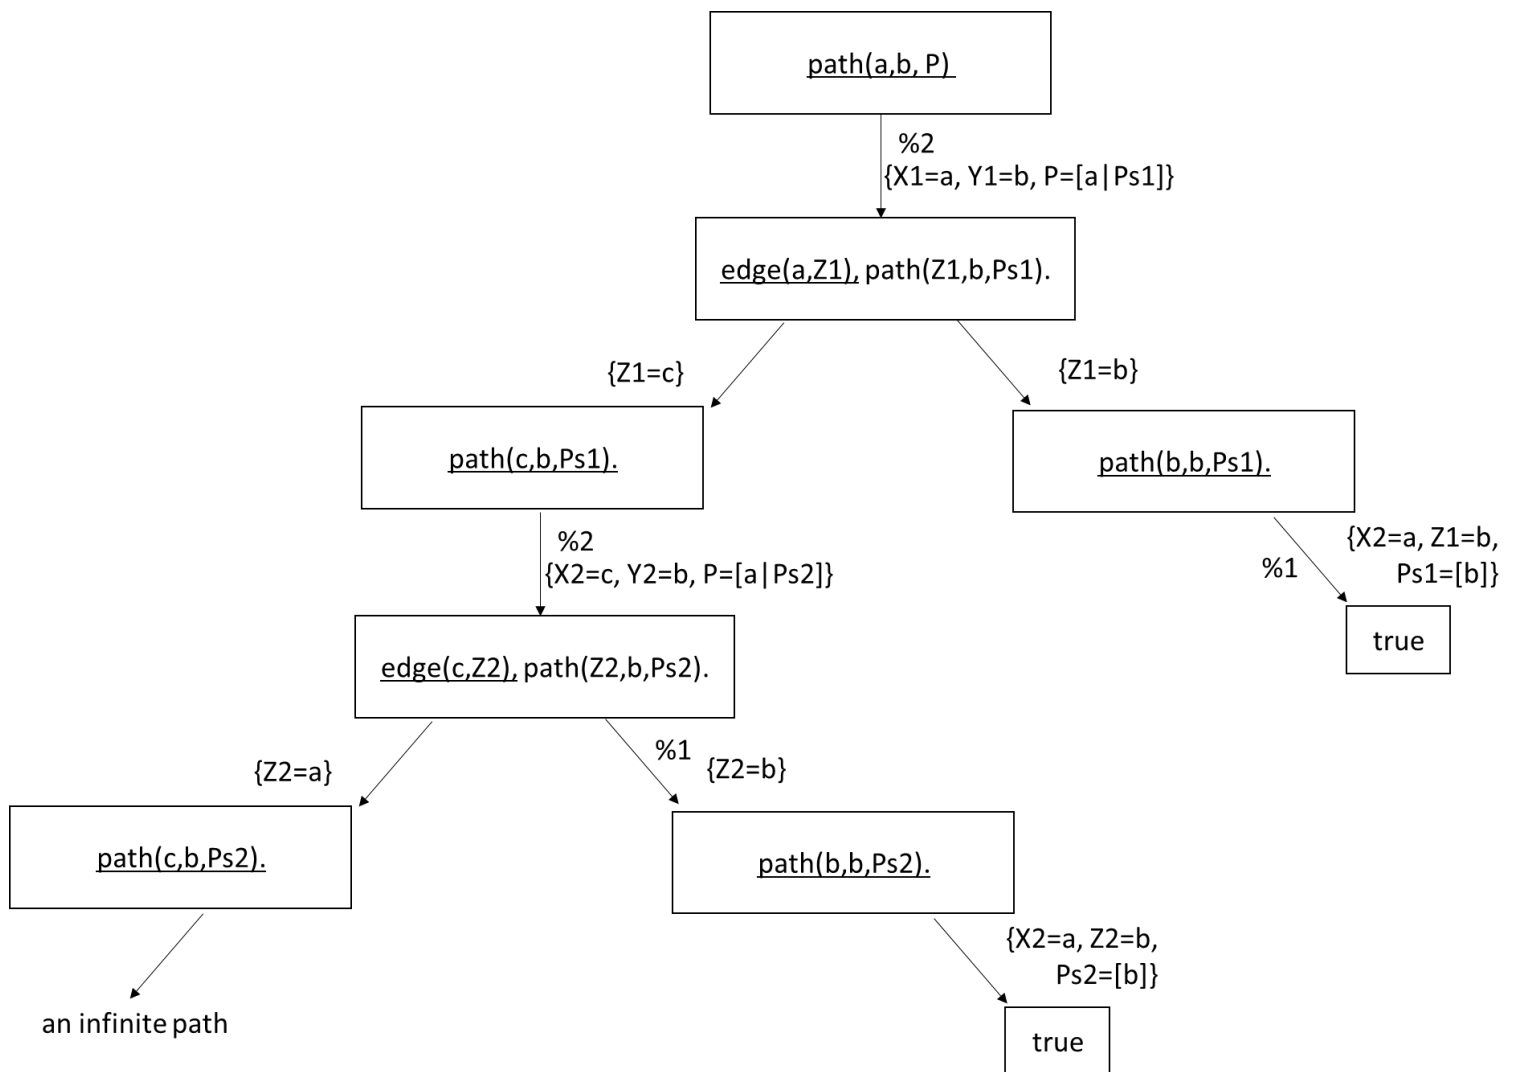 path(a,b, P)
%2
{X1=a, Y1=b, P=[a|Ps1]}
edge(a,Z1), path(Z1,b,Ps1).
{Z1=c}
{Z1=b}
path(c,b,Ps1).
path(b,b,Ps1).
%2
{X2=c, Y2=b, P=[a|Ps2]}
%1
{X2=a, Z1=b,
Ps1=[b]}
true
edge(c,Z2), path(Z2,b,Ps2).
{Z2=a}
%1
{Z2=b}
path(c,b,Ps2).
path(b,b,Ps2).
{X2=a, Z2=b,
Ps2=[b]}
an infinite path
true